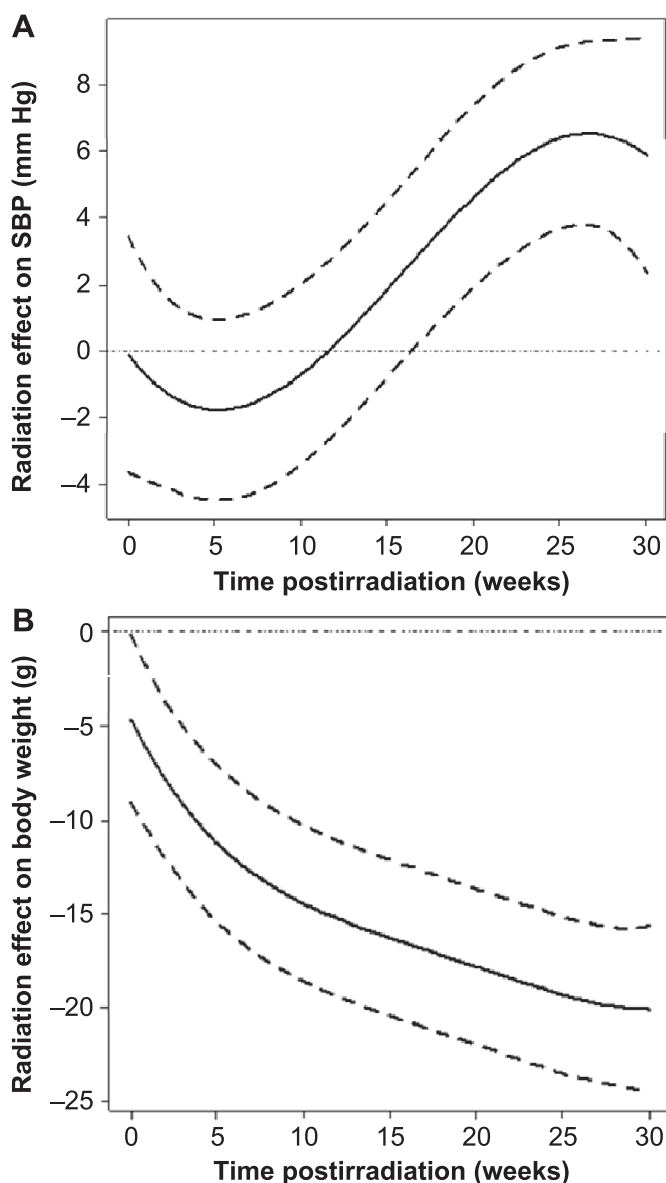 A
Radiation effect on SBP (mm Hg)
8
6
4
2
0
–2
–4
0 5 10 15 20 25 30
Time postirradiation (weeks)
B
Radiation effect on body weight (g)
0
–5
–10
–15
–20
–25
0 5 10 15 20 25 30
Time postirradiation (weeks)